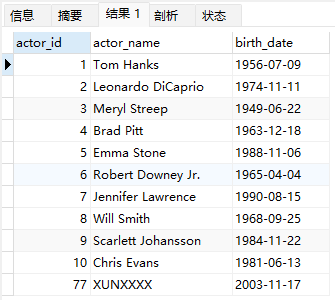 信息 摘要 结果 1 剖析 状态
actor_id actor_name birth_date
1 Tom Hanks 1956-07-09
2 Leonardo DiCaprio 1974-11-11
3 Meryl Streep 1949-06-22
4 Brad Pitt 1963-12-18
5 Emma Stone 1988-11-06
6 Robert Downey Jr. 1965-04-04
7 Jennifer Lawrence 1990-08-15
8 Will Smith 1968-09-25
9 Scarlett Johansson 1984-11-22
10 Chris Evans 1981-06-13
77 XUNXXXX 2003-11-17